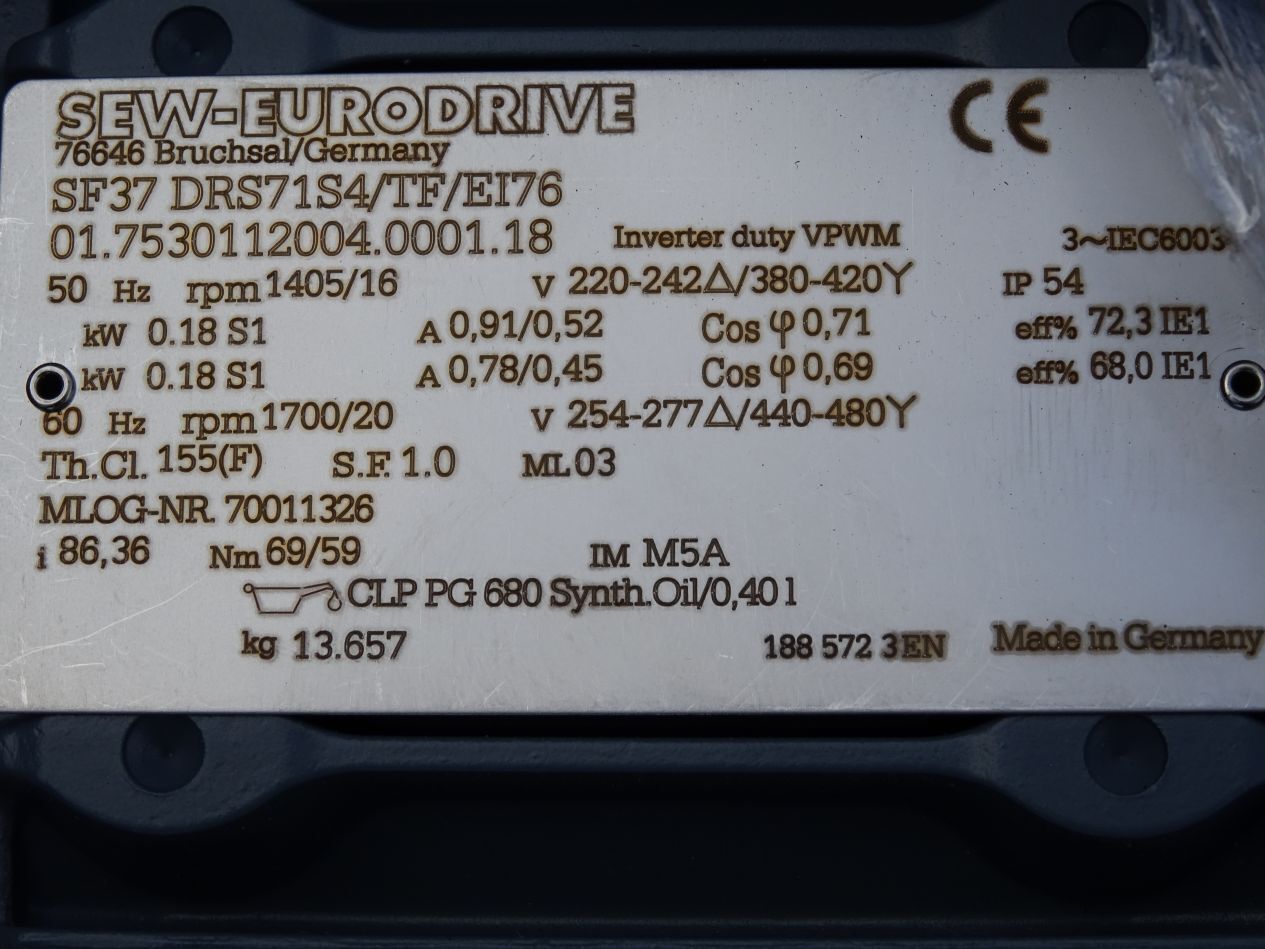 SEW-EURODRIVE CE
76646 Bruchsal/Germany
SF37 DRS71S4/TF/EI76
01.7530112004.0001.18 Inverter duty VPWM 3~IEC6003
50 Hz rpm 1405/16 V 220-242△/380-420Y IP 54
kW 0.18 S1 A 0,91/0,52 Cos φ 0,71 eff% 72,3 IE1
kW 0.18 S1 A 0,78/0,45 Cos φ 0,69 eff% 68,0 IE1
60 Hz rpm 1700/20 V 254-277△/440-480Y
Th.Cl. 155(F) S.F. 1.0 ML 03
MLOG-NR. 70011326
i 86,36 Nm 69/59 IM M5A
CLP PG 680 Synth.Oil/0,40 l
kg 13.657 188 572 3 EN Made in Germany